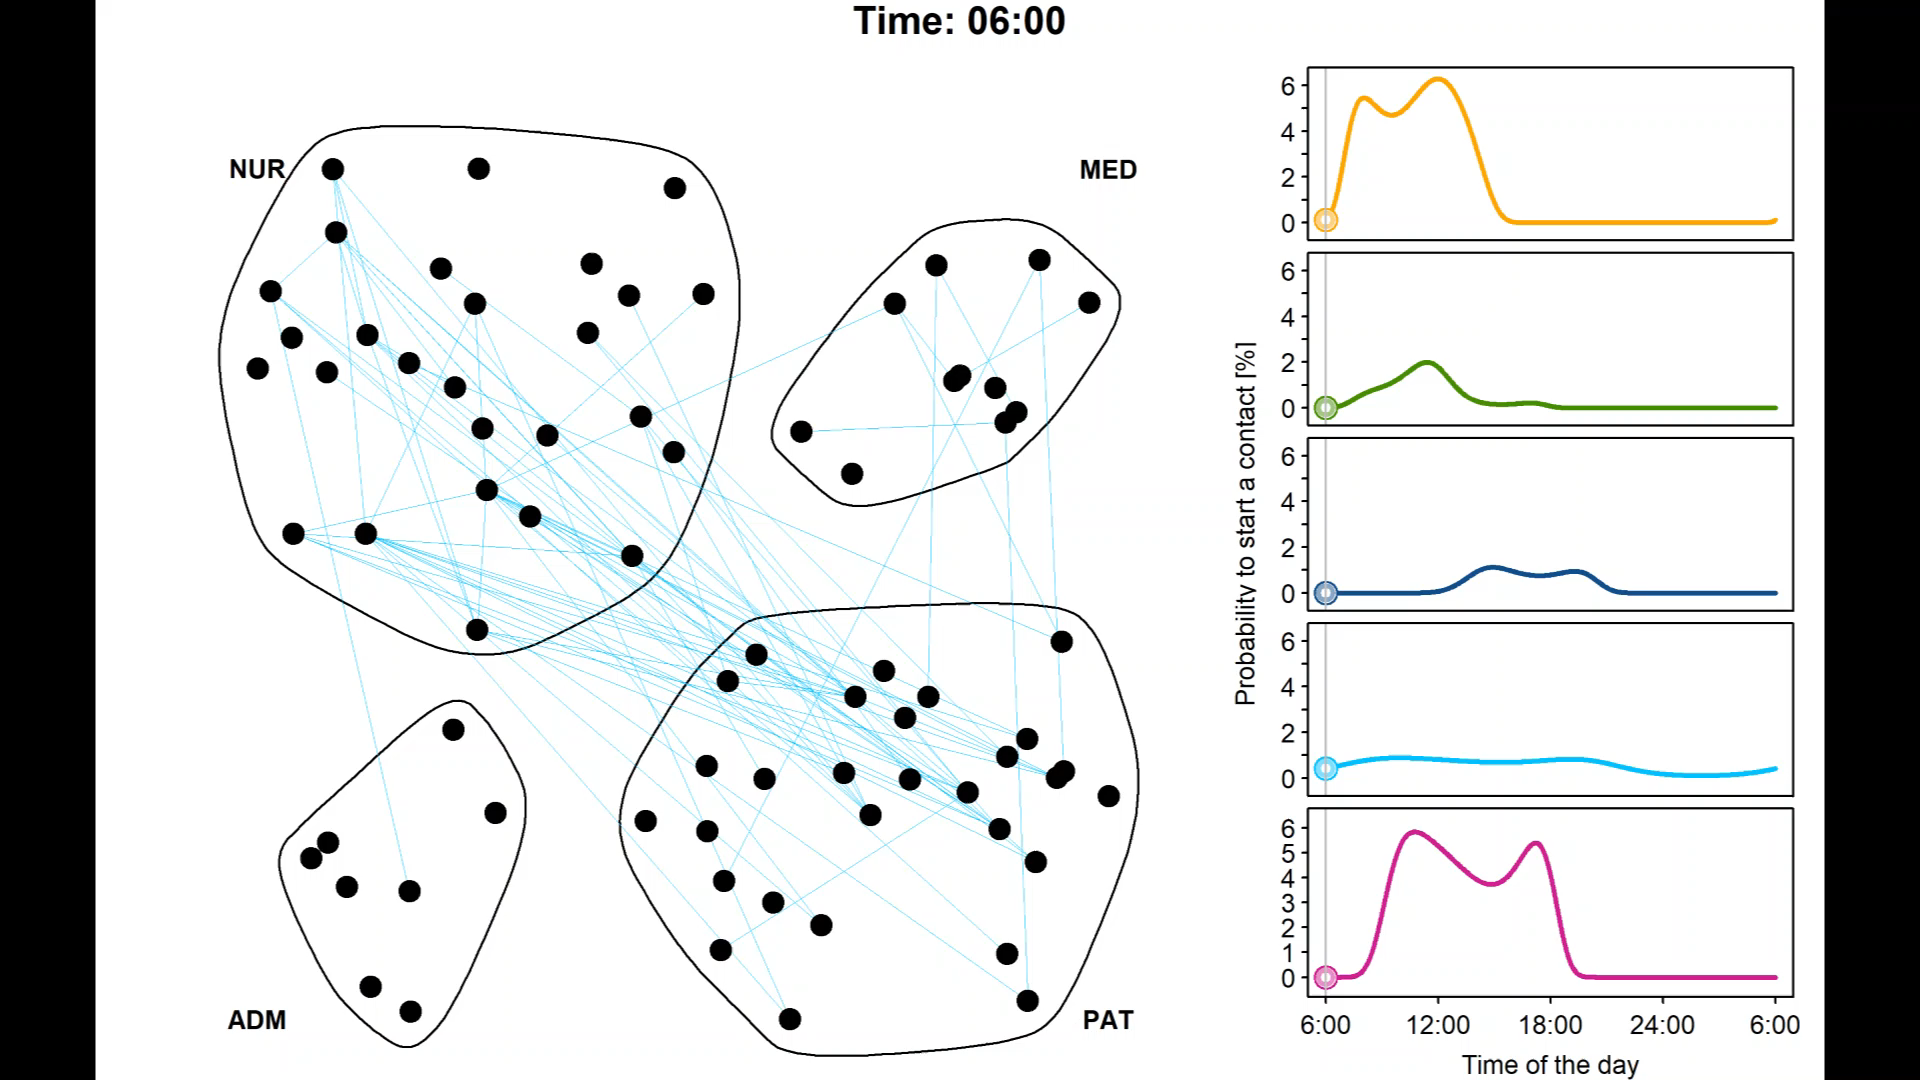 Time: 06:00
NUR
MED
ADM
PAT
Probability to start a contact [%]
6
4
2
0
6
4
2
0
6
4
2
0
6
4
2
0
6
5
4
3
2
1
0
6:00 12:00 18:00 24:00 6:00
Time of the day